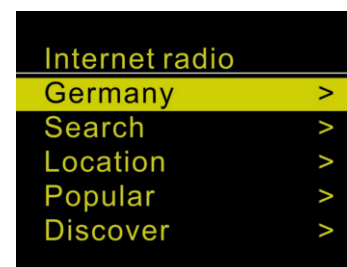 Internet radio
Germany >
Search >
Location >
Popular >
Discover >